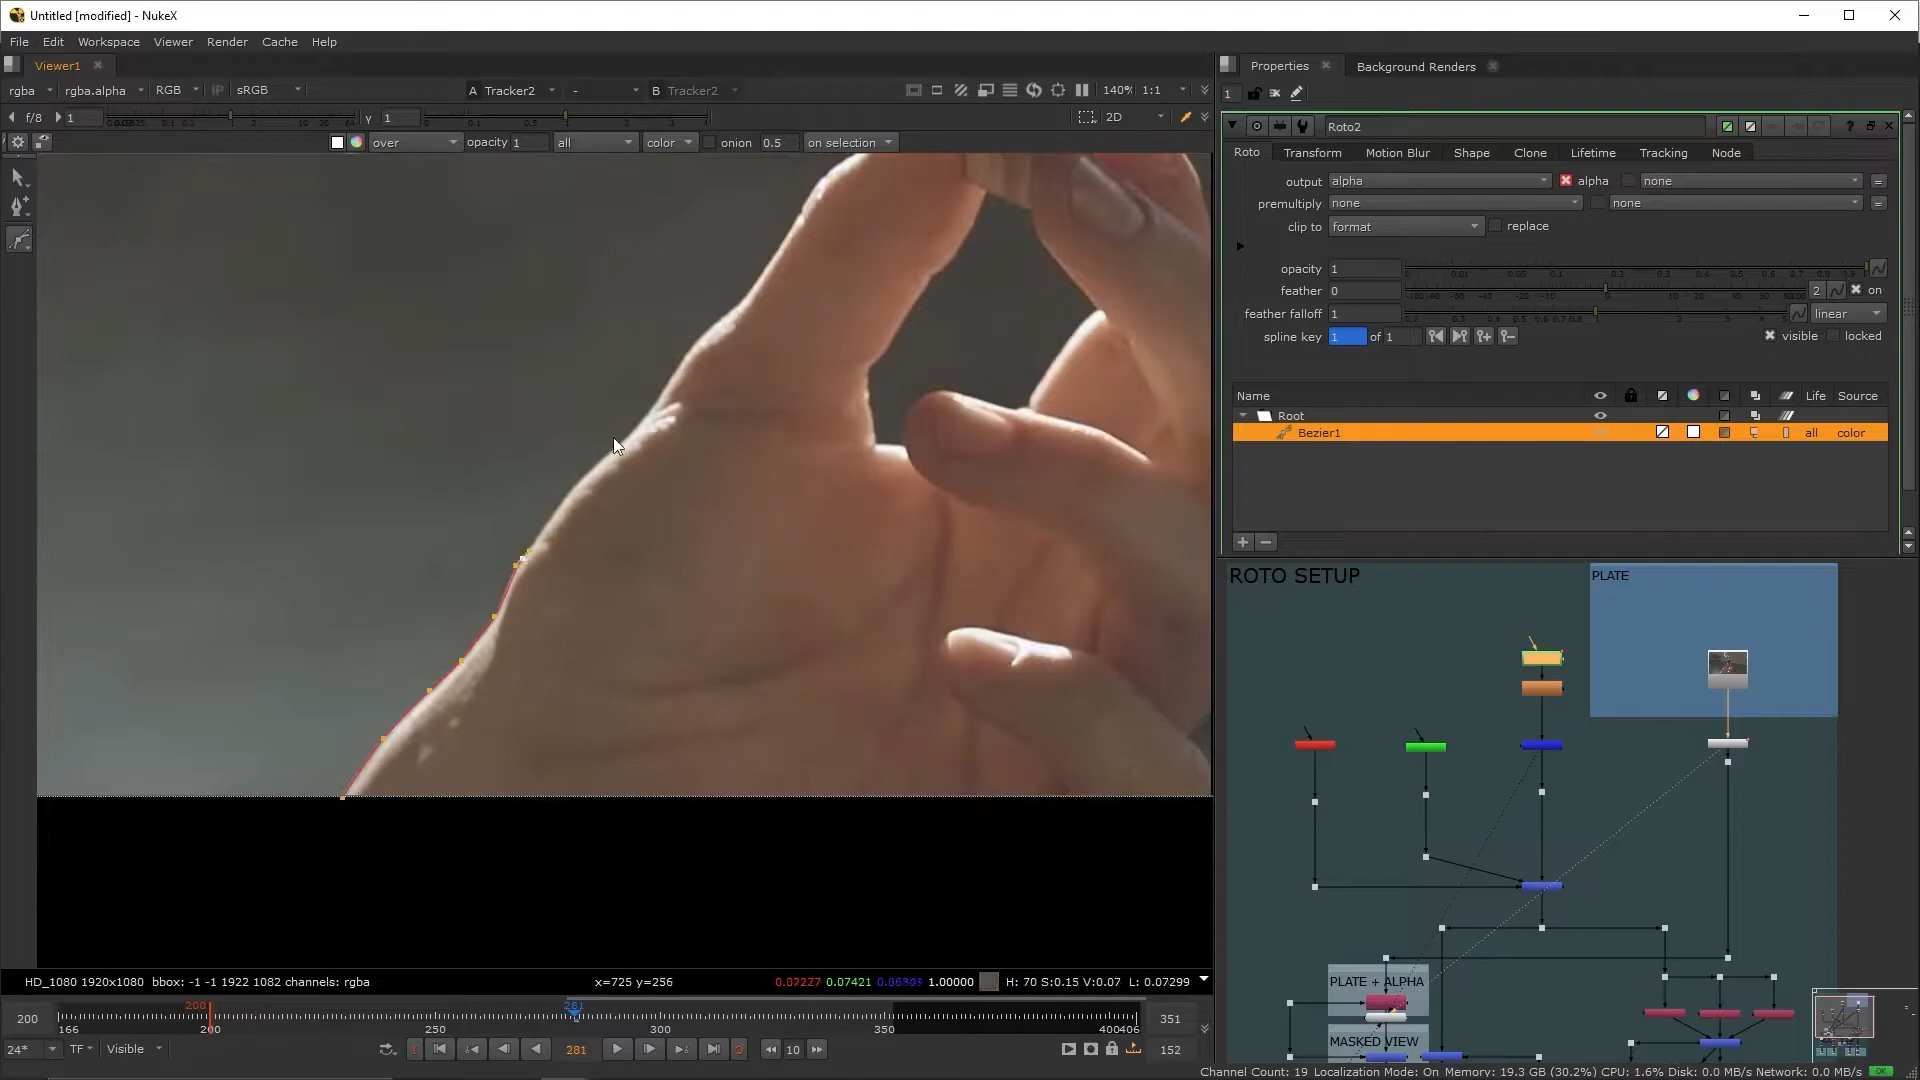 Untitled [modified] - NukeX
File Edit Workspace Viewer Render Cache Help
Viewer1
Properties Background Renders
rgba rgba.alpha RGB IP sRGB A Tracker2 - B Tracker2 140% 1:1
1
f/8 1 Y 1 2D
over opacity 1 all color onion 0.5 on selection
Roto2
Roto Transform Motion Blur Shape Clone Lifetime Tracking Node
output alpha alpha none =
premultiply none none =
clip to format replace
opacity 1
feather 0 2 on
feather falloff 1 linear
spline key 1 of 1 visible locked
Name Life Source
Root
Bezier1 all color
ROTO SETUP
PLATE
PLATE + ALPHA
MASKED VIEW
HD_1080 1920x1080 bbox: -1 -1 1922 1082 channels: rgba x=725 y=256 0.07421 1.00000 H: 70 S:0.15 V:0.07 L: 0.07299
200 200 281 351
166 200 250 300 350 400406
24* TF Visible 281 10 152
Channel Count: 19 Localization Mode: On Memory: 19.3 GB (30.2%) CPU: 1.6% Disk: 0.0 MB/s Network: 0.0 MB/s OK